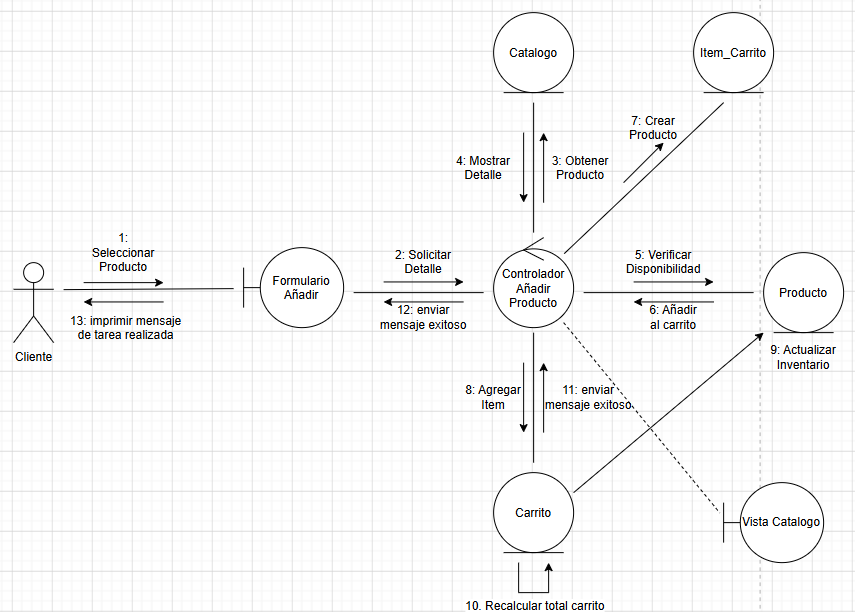 Catalogo
Item_Carrito
7: Crear
Producto
4: Mostrar
Detalle
3: Obtener
Producto
1:
Seleccionar
Producto
2: Solicitar
Detalle
5: Verificar
Disponibilidad
Formulario
Añadir
Controlador
Añadir
Producto
Producto
13: imprimir mensaje
de tarea realizada
12: enviar
mensaje exitoso
6: Añadir
al carrito
Cliente
9: Actualizar
Inventario
8: Agregar
Item
11: enviar
mensaje exitoso
Carrito
Vista Catalogo
10. Recalcular total carrito